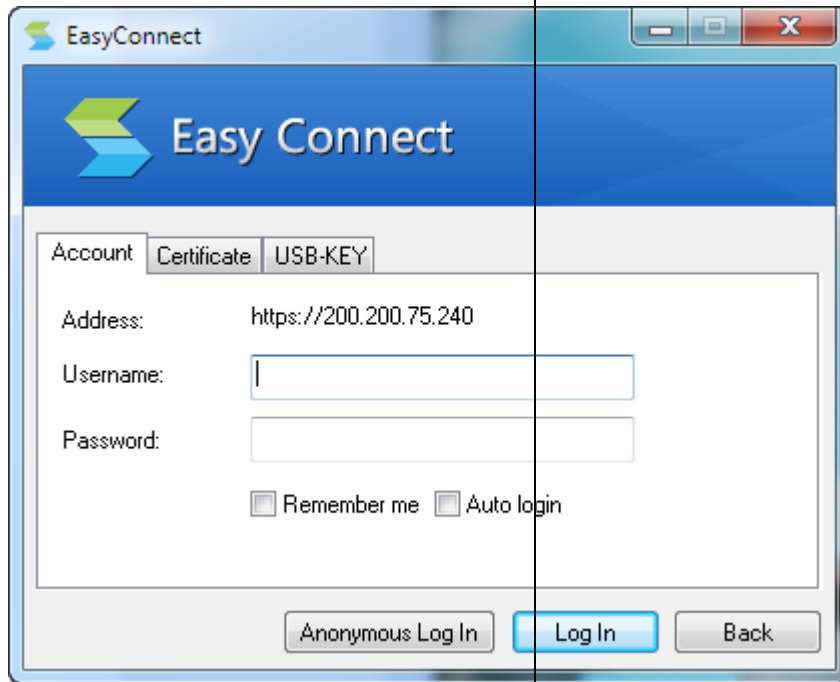 EasyConnect
Easy Connect
Account Certificate USB-KEY
Address: https://200.200.75.240
Username:
Password:
Remember me Auto login
Anonymous Log In Log In Back